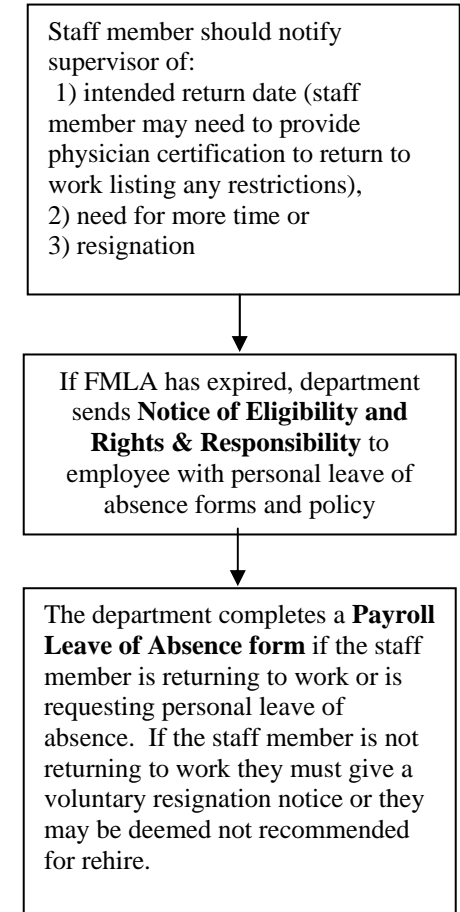 Staff member should notify
supervisor of:
1) intended return date (staff
member may need to provide
physician certification to return to
work listing any restrictions),
2) need for more time or
3) resignation
If FMLA has expired, department
sends Notice of Eligibility and
Rights & Responsibility to
employee with personal leave of
absence forms and policy
The department completes a Payroll
Leave of Absence form if the staff
member is returning to work or is
requesting personal leave of
absence. If the staff member is not
returning to work they must give a
voluntary resignation notice or they
may be deemed not recommended
for rehire.